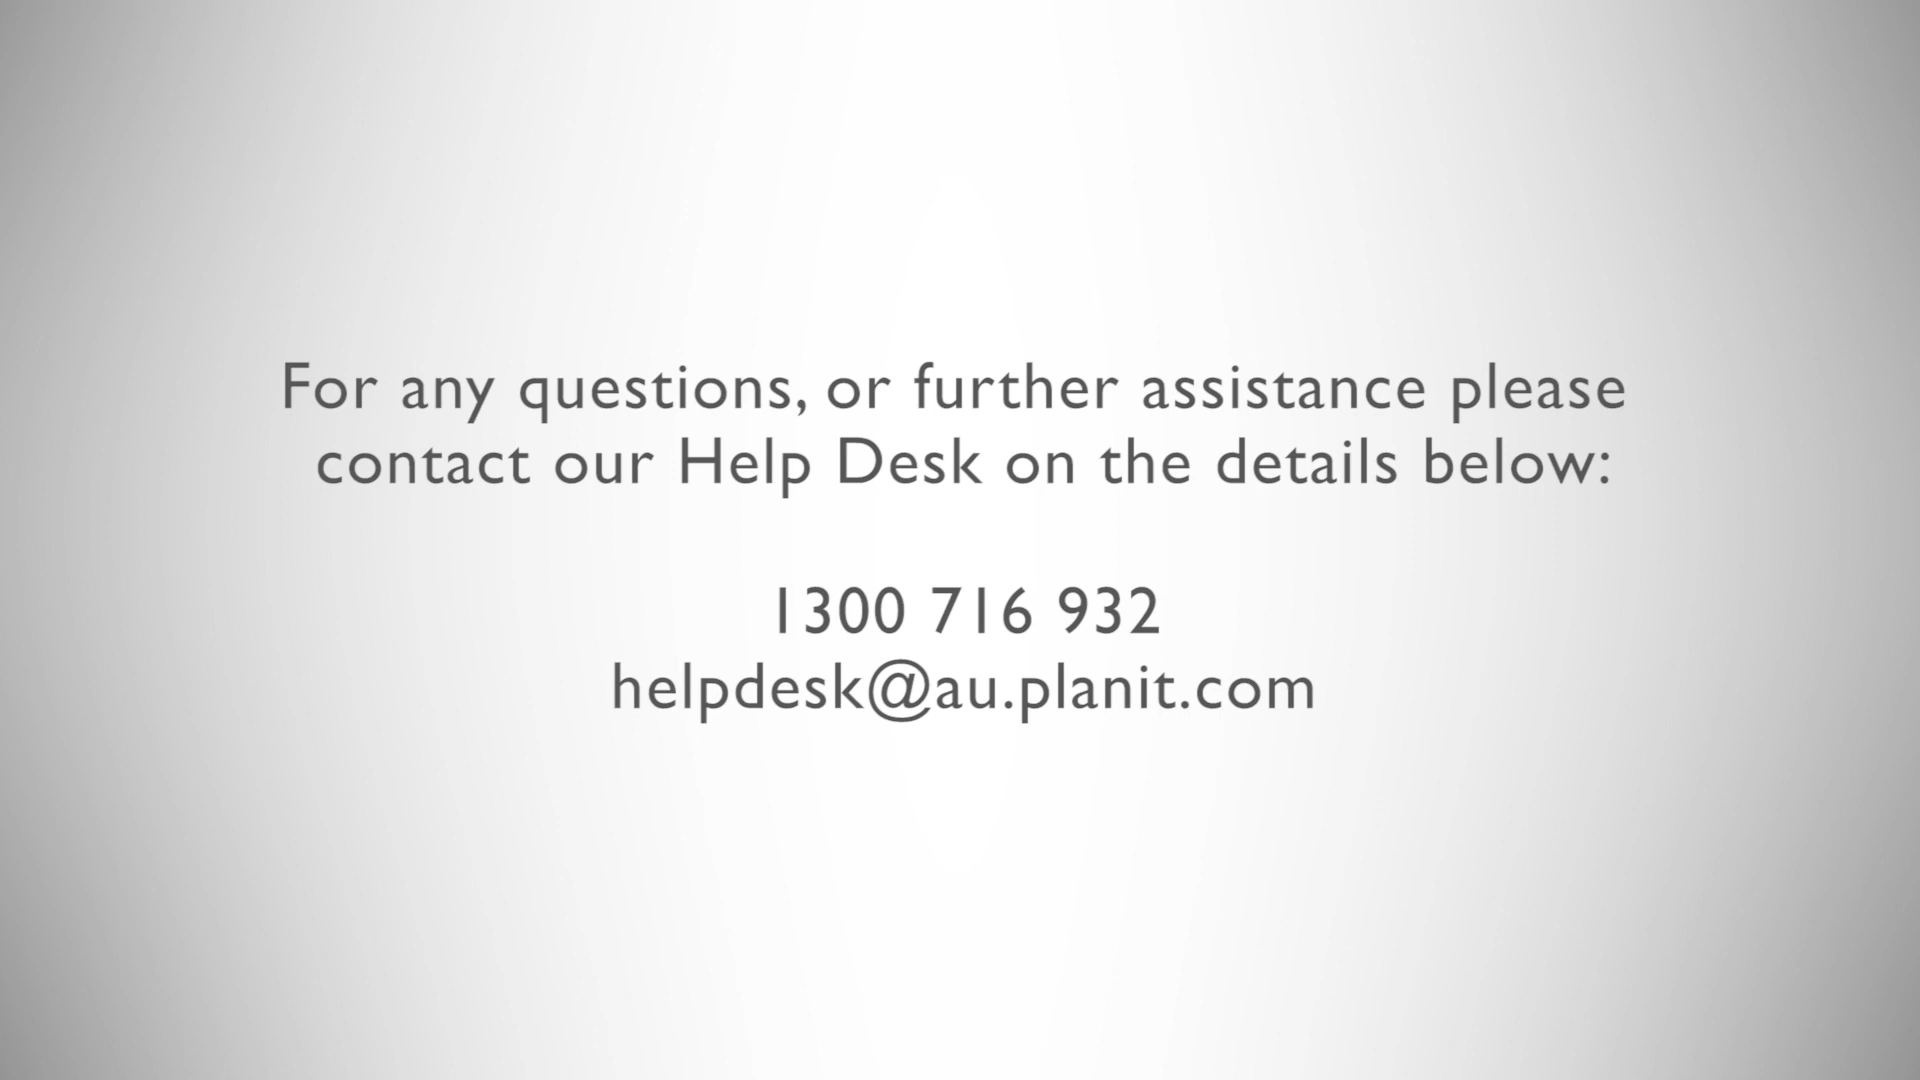 For any questions, or further assistance please
contact our Help Desk on the details below:
1300 716 932
helpdesk@au.planit.com